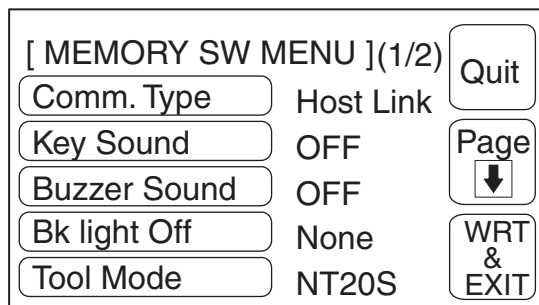 [ MEMORY SW MENU ](1/2)
Quit
Comm. Type Host Link
Key Sound OFF
Page
Buzzer Sound OFF
Bk light Off None
WRT
&
EXIT
Tool Mode NT20S